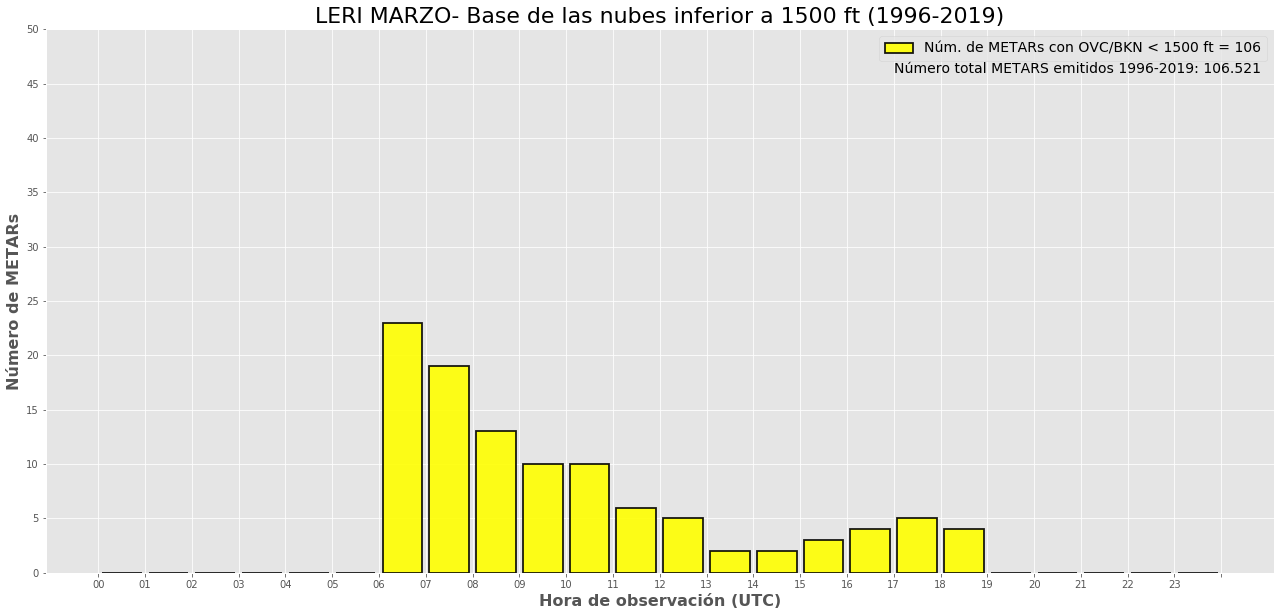 LERI MARZO- Base de las nubes inferior a 1500 ft (1996-2019)
Núm. de METARs con OVC/BKN < 1500 ft = 106
Número total METARS emitidos 1996-2019: 106.521
Número de METARs
50
45
40
35
30
25
20
15
10
5
0
00 01 02 03 04 05 06 07 08 09 10 11 12 13 14 15 16 17 18 19 20 21 22 23
Hora de observación (UTC)